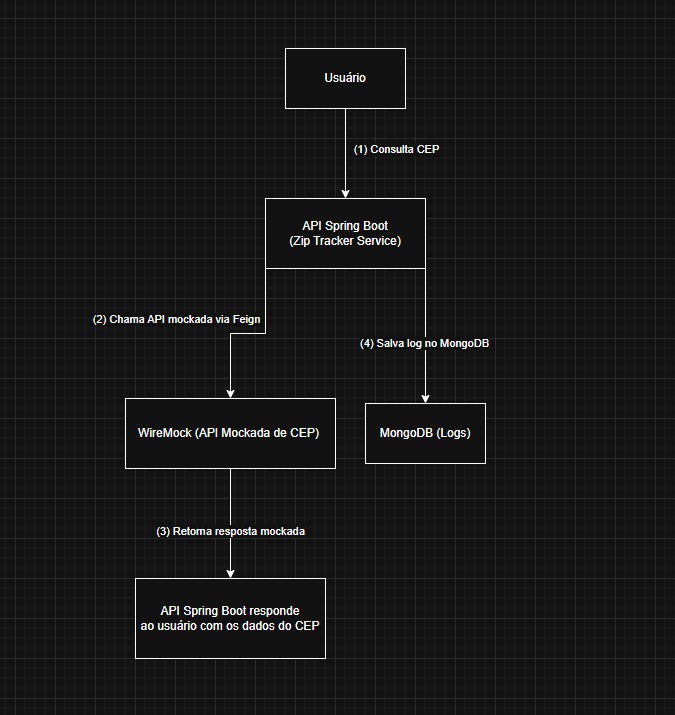 Usuário
(1) Consulta CEP
API Spring Boot
(Zip Tracker Service)
(2) Chama API mockada via Feign
(4) Salva log no MongoDB
WireMock (API Mockada de CEP)
MongoDB (Logs)
(3) Retorna resposta mockada
API Spring Boot responde
ao usuário com os dados do CEP